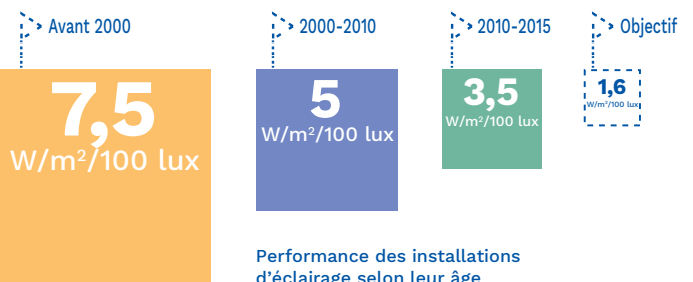 Avant 2000
2000-2010
2010-2015
Objectif
7,5
W/m²/100 lux
5
W/m²/100 lux
3,5
W/m²/100 lux
1,6
W/m²/100 lux
Performance des installations
d'éclairage selon leur âge